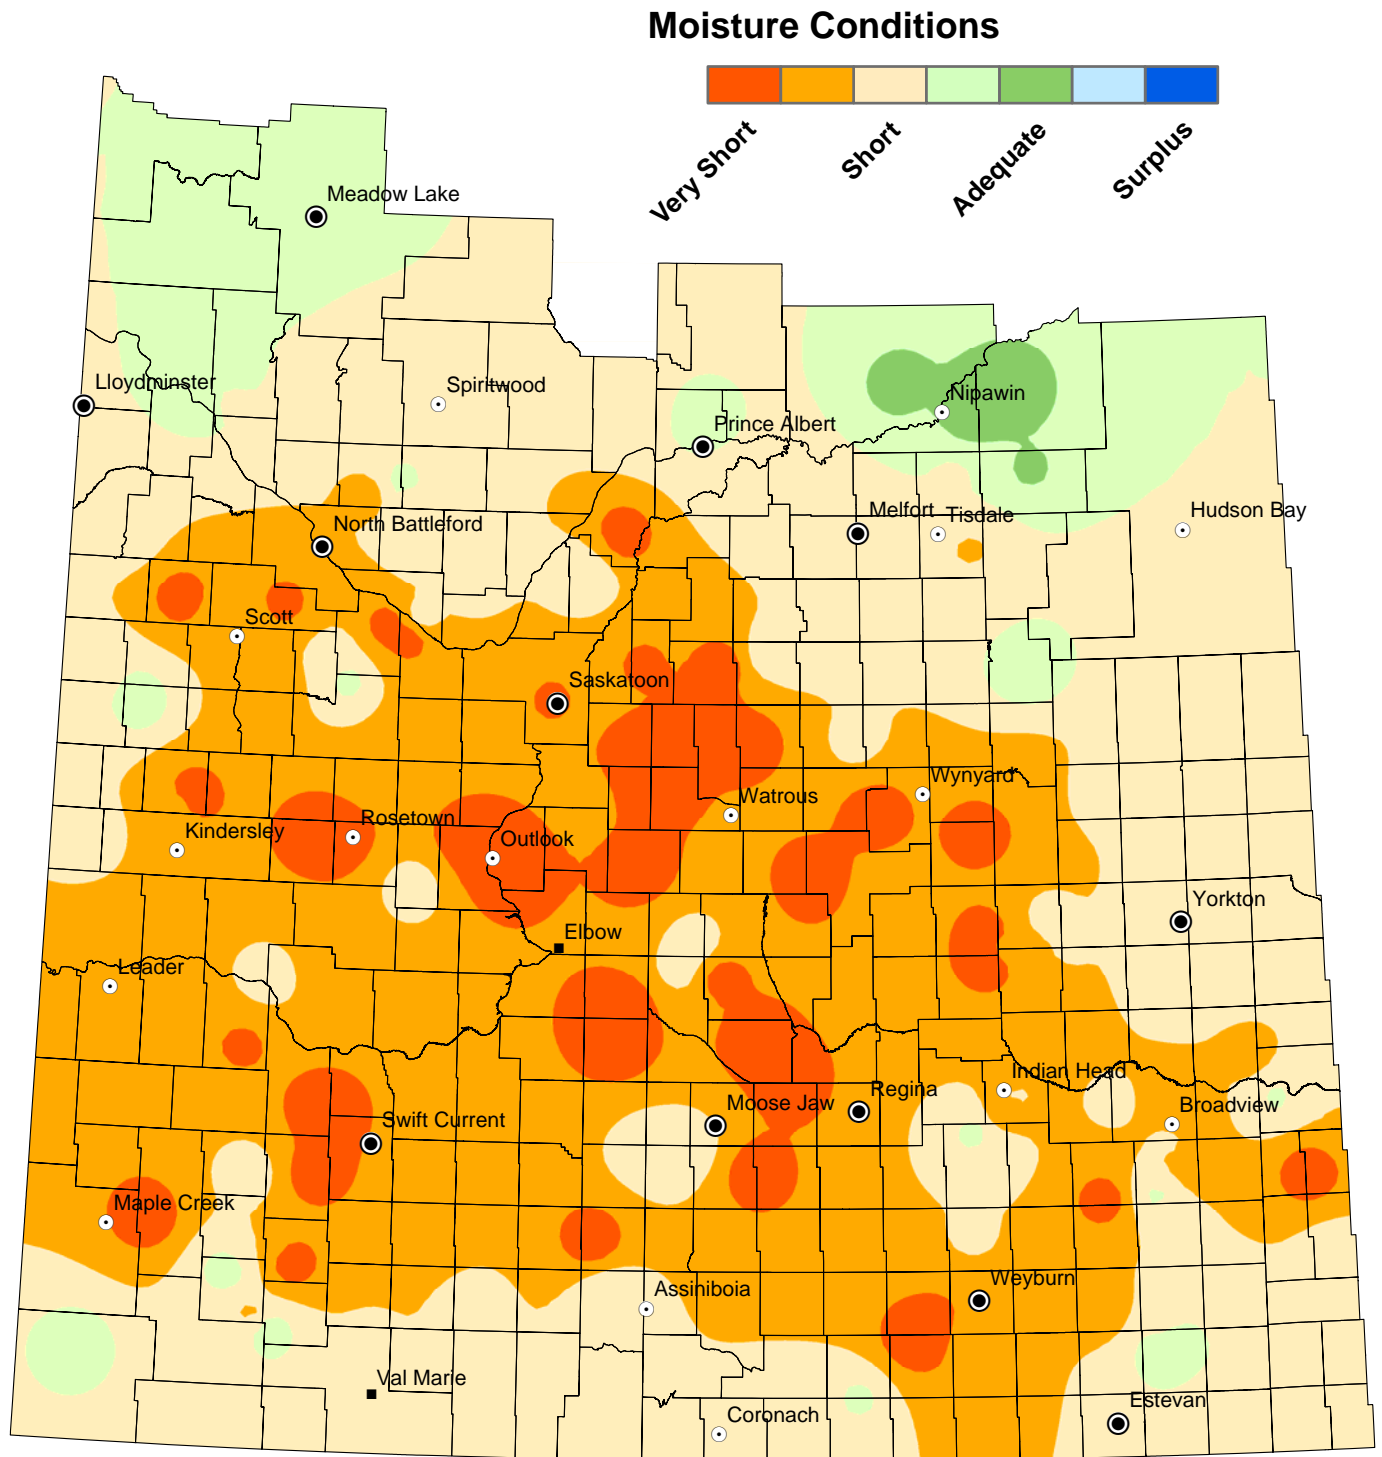 Moisture Conditions
Very Short
Short
Adequate
Surplus
Meadow Lake
Lloydminster
Spiritwood
Nipawin
Prince Albert
North Battleford
Melfort
Tisdale
Hudson Bay
Scott
Saskatoon
Wynyard
Watrous
Rosetown
Kindersley
Outlook
Yorkton
Elbow
Leader
Indian Head
Regina
Moose Jaw
Broadview
Swift Current
Maple Creek
Weyburn
Assiniboia
Val Marie
Estevan
Coronach